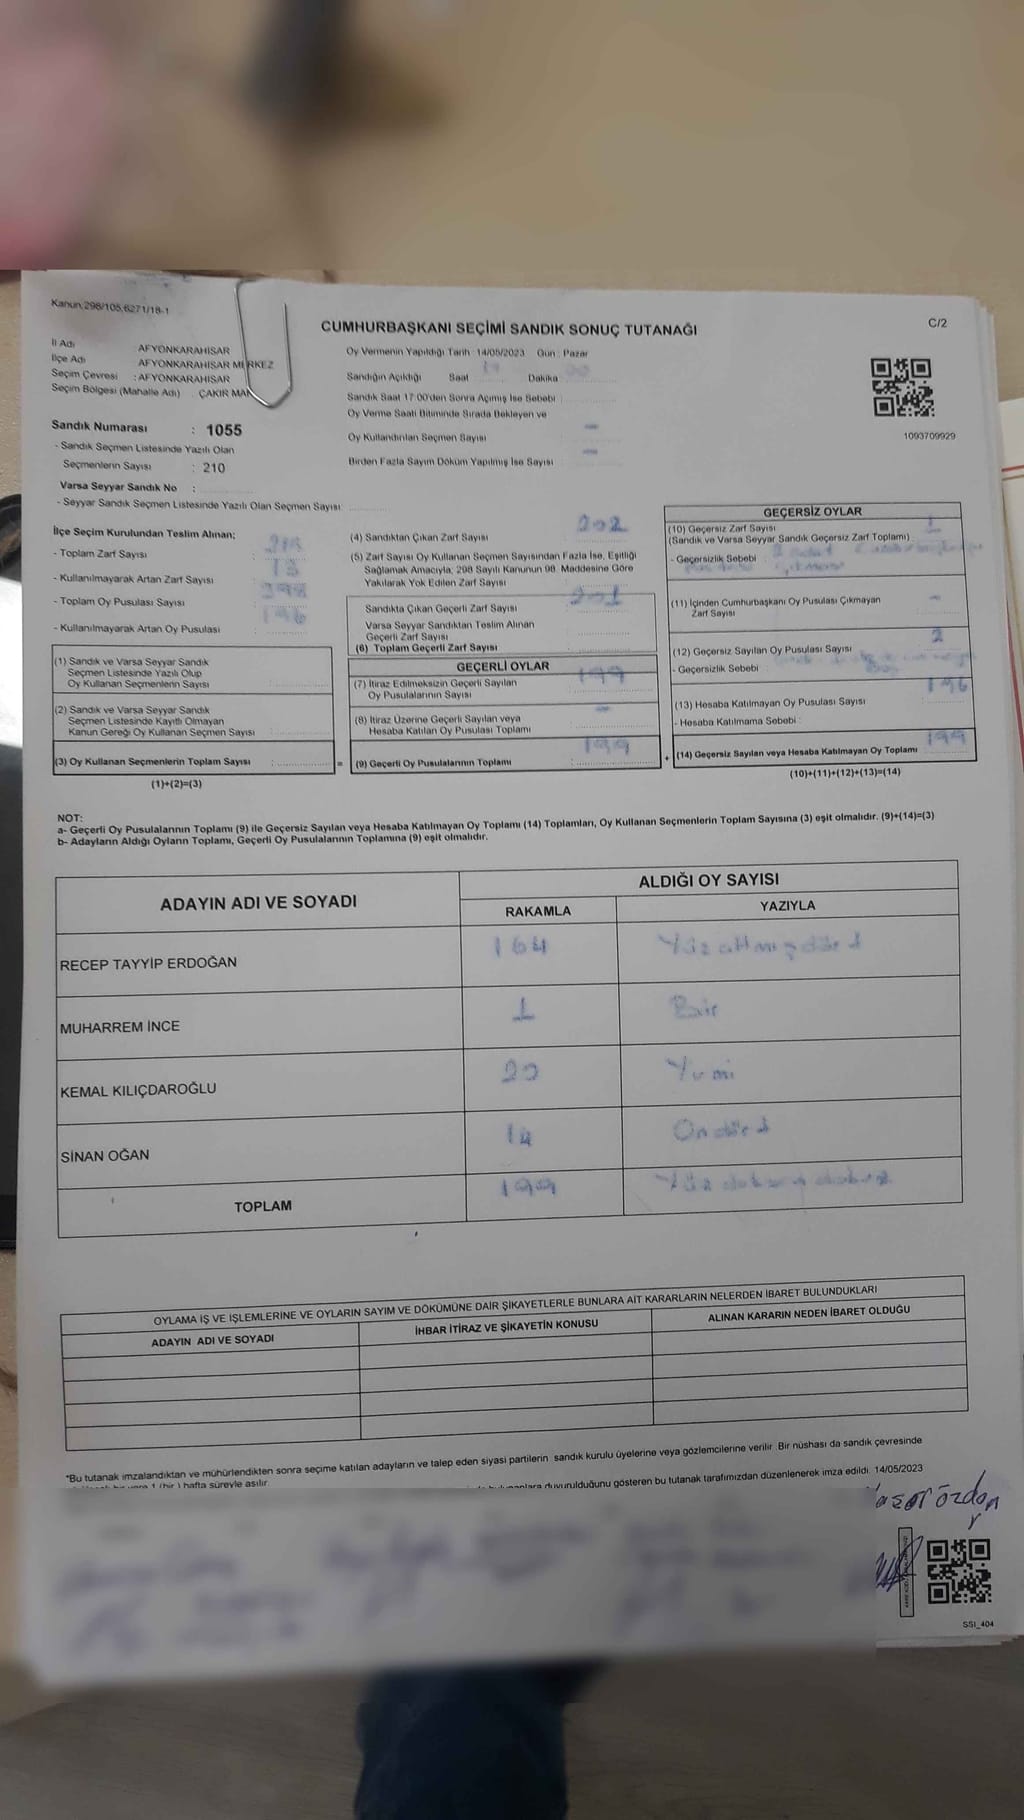 Kanun;298/105,6271/18-1
CUMHURBAŞKANI SEÇİMİ SANDIK SONUÇ TUTANAĞI
C/2
İl Adı AFYONKARAHİSAR
İlçe Adı AFYONKARAHİSAR MERKEZ
Seçim Çevresi : AFYONKARAHİSAR
Seçim Bölgesi (Mahalle Adı) : ÇAKIR MAH
Oy Vermenin Yapıldığı Tarih 14/05/2023 Gün : Pazar
Sandığın Açıldığı Saat Dakika 00
Sandık Saat 17:00'den Sonra Açımış İse Sebebi :
Oy Verme Saati Bitiminde Sırada Bekleyen ve
Oy Kullandırılan Seçmen Sayısı -
Birden Fazla Sayım Döküm Yapılmış İse Sayısı -
1093709929
Sandık Numarası : 1055
- Sandık Seçmen Listesinde Yazılı Olan
Seçmenlerin Sayısı : 210
Varsa Seyyar Sandık No :
- Seyyar Sandık Seçmen Listesinde Yazılı Olan Seçmen Sayısı
İlçe Seçim Kurulundan Teslim Alınan;
- Toplam Zarf Sayısı
- Kullanılmayarak Artan Zarf Sayısı
- Toplam Oy Pusulası Sayısı
- Kullanılmayarak Artan Oy Pusulası
(1) Sandık ve Varsa Seyyar Sandık
Seçmen Listesinde Yazılı Olup
Oy Kullanan Seçmenlerin Sayısı
(2) Sandık ve Varsa Seyyar Sandık
Seçmen Listesinde Kayıtlı Olmayan
Kanun Gereği Oy Kullanan Seçmen Sayısı
(3) Oy Kullanan Seçmenlerin Toplam Sayısı :
(1)+(2)=(3)
(4) Sandıktan Çıkan Zarf Sayısı 202
(5) Zarf Sayısı Oy Kullanan Seçmen Sayısından Fazla İse, Eşitliği
Sağlamak Amacıyla, 298 Sayılı Kanunun 98. Maddesine Göre
Yakılarak Yok Edilen Zarf Sayısı
Sandıkta Çıkan Geçerli Zarf Sayısı 201
Varsa Seyyar Sandıktan Teslim Alınan
Geçerli Zarf Sayısı
(6) Toplam Geçerli Zarf Sayısı
GEÇERLİ OYLAR
(7) İtiraz Edilmeksizin Geçerli Sayılan
Oy Pusulalarının Sayısı 199
(8) İtiraz Üzerine Geçerli Sayılan veya
Hesaba Katılan Oy Pusulası Toplamı -
(9) Geçerli Oy Pusulalarının Toplamı 199
GEÇERSİZ OYLAR
(10) Geçersiz Zarf Sayısı 1
(Sandık ve Varsa Seyyar Sandık Geçersiz Zarf Toplamı)
- Geçersizlik Sebebi
(11) İçinden Cumhurbaşkanı Oy Pusulası Çıkmayan
Zarf Sayısı -
(12) Geçersiz Sayılan Oy Pusulası Sayısı 2
- Geçersizlik Sebebi
(13) Hesaba Katılmayan Oy Pusulası Sayısı 196
- Hesaba Katılmama Sebebi :
(14) Geçersiz Sayılan veya Hesaba Katılmayan Oy Toplamı 199
(10)+(11)+(12)+(13)=(14)
NOT:
a- Geçerli Oy Pusulalarının Toplamı (9) ile Geçersiz Sayılan veya Hesaba Katılmayan Oy Toplamı (14) Toplamları, Oy Kullanan Seçmenlerin Toplam Sayısına (3) eşit olmalıdır. (9)+(14)=(3)
b- Adayların Aldığı Oyların Toplamı, Geçerli Oy Pusulalarının Toplamına (9) eşit olmalıdır.
ADAYIN ADI VE SOYADI ALDIĞI OY SAYISI
RAKAMLA YAZIYLA
RECEP TAYYİP ERDOĞAN 164 Yüz altmış dört
MUHARREM İNCE 1 Bir
KEMAL KILIÇDAROĞLU 20 Yirmi
SİNAN OĞAN 14 On dört
TOPLAM 199 Yüz doksan dokuz
OYLAMA İŞ VE İŞLEMLERİNE VE OYLARIN SAYIM VE DÖKÜMÜNE DAİR ŞİKAYETLERLE BUNLARA AİT KARARLARIN NELERDEN İBARET BULUNDUKLARI
ADAYIN ADI VE SOYADI İHBAR İTİRAZ VE ŞİKAYETİN KONUSU ALINAN KARARIN NEDEN İBARET OLDUĞU
*Bu tutanak imzalandıktan ve mühürlendikten sonra seçime katılan adayların ve talep eden siyasi partilerin sandık kurulu üyelerine veya gözlemcilerine verilir. Bir nüshası da sandık çevresinde
1 (bir) hafta süreyle asılır.
duyurulduğunu gösteren bu tutanak tarafımızdan düzenlenerek imza edildi. 14/05/2023
SSI_404